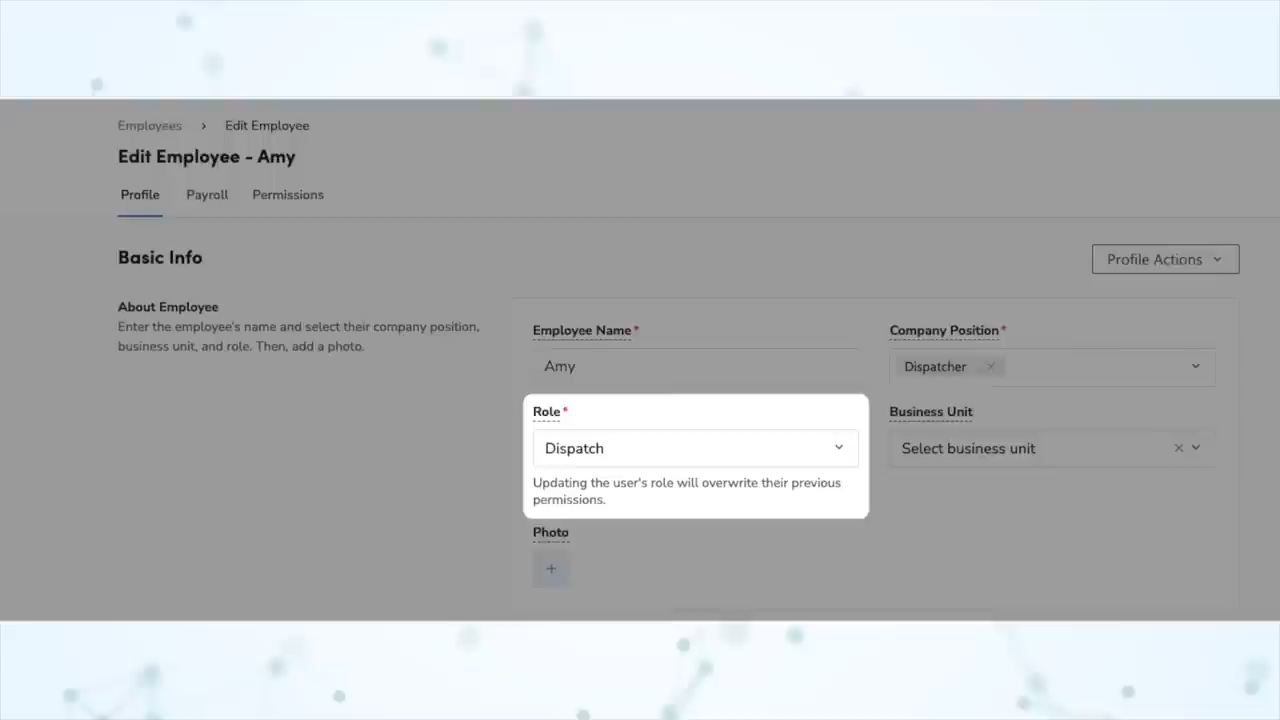 Employees > Edit Employee
Edit Employee - Amy
Profile Payroll Permissions
Basic Info
Profile Actions
About Employee
Enter the employee's name and select their company position,
business unit, and role. Then, add a photo.
Employee Name*
Amy
Company Position*
Dispatcher ×
Role*
Dispatch
Updating the user's role will overwrite their previous
permissions.
Business Unit
Select business unit ×
Photo
+